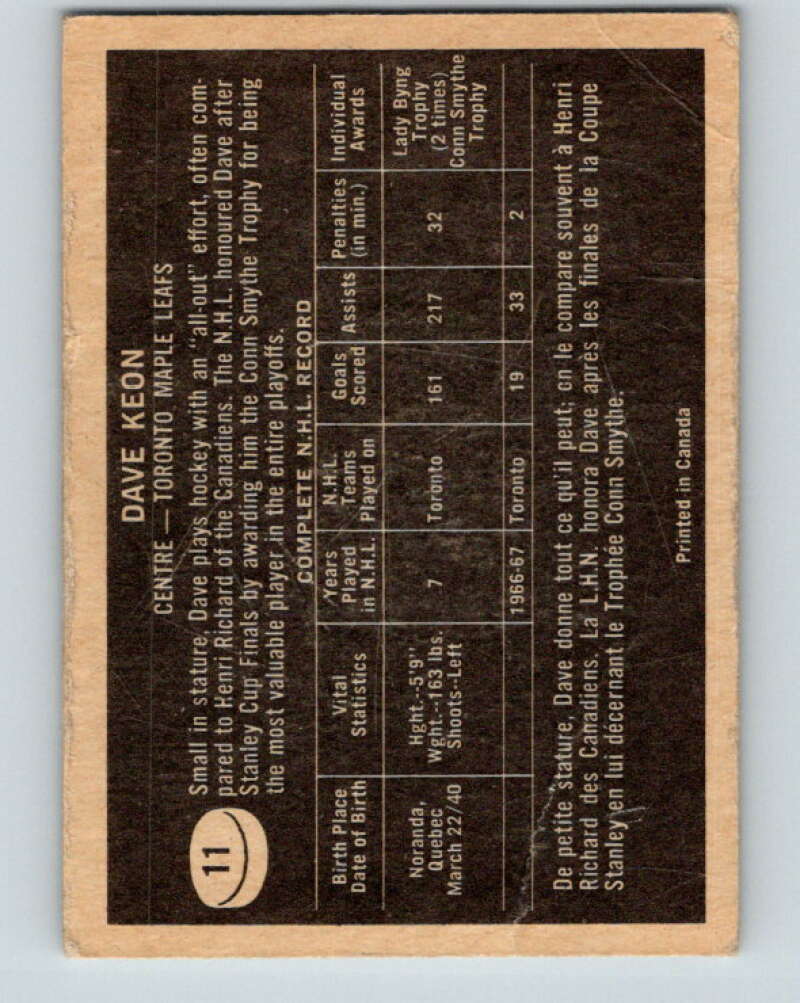 DAVE KEON
CENTRE — TORONTO MAPLE LEAFS
11
Small in stature, Dave plays hockey with an "all-out" effort, often com-
pared to Henri Richard of the Canadiens. The N.H.L. honoured Dave after
Stanley Cup Finals by awarding him the Conn Smythe Trophy for being
the most valuable player in the entire playoffs.
COMPLETE N.H.L. RECORD
Birth Place
Date of Birth
Vital
Statistics
Years
Played
in N.H.L.
N.H.L.
Teams
Played on
Goals
Scored
Assists
Penalties
(in min.)
Individual
Awards
Noranda,
Quebec
March 22/40
Hght.--5'9"
Wght.--163 lbs.
Shoots--Left
7
Toronto
161
217
32
Lady Byng
Trophy
(2 times)
Conn Smythe
Trophy
1966-67
Toronto
19
33
2
De petite stature, Dave donne tout ce qu'il peut; on le compare souvent à Henri
Richard des Canadiens. La L.H.N. honora Dave après les finales de la Coupe
Stanley en lui décernant le Trophée Conn Smythe.
Printed in Canada